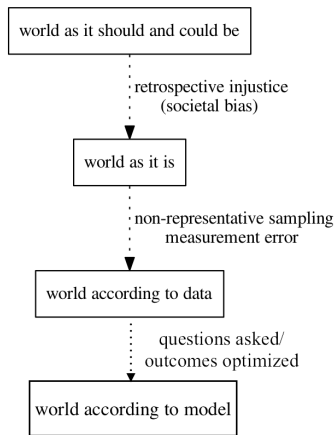 world as it should and could be
retrospective injustice
(societal bias)
world as it is
non-representative sampling
measurement error
world according to data
questions asked/
outcomes optimized
world according to model